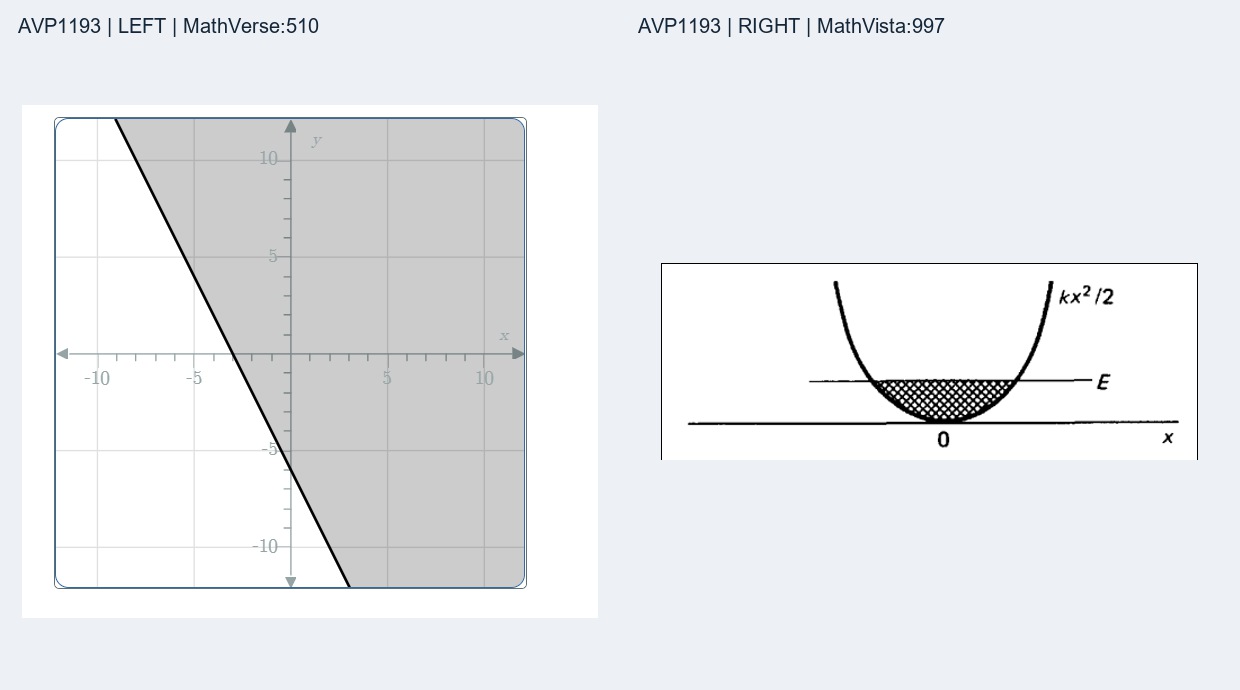 AVP1193 | LEFT | MathVerse:510
AVP1193 | RIGHT | MathVista:997
y
10
5
x
-10
-5
5
10
-5
-10
kx²/2
E
0
x